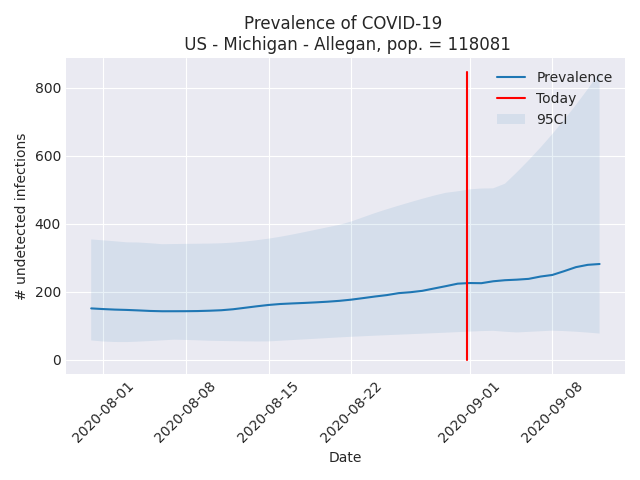 Prevalence of COVID-19
US - Michigan - Allegan, pop. = 118081
Prevalence
Today
95CI
800
600
400
200
0
# undetected infections
2020-08-01
2020-08-08
2020-08-15
2020-08-22
2020-09-01
2020-09-08
Date